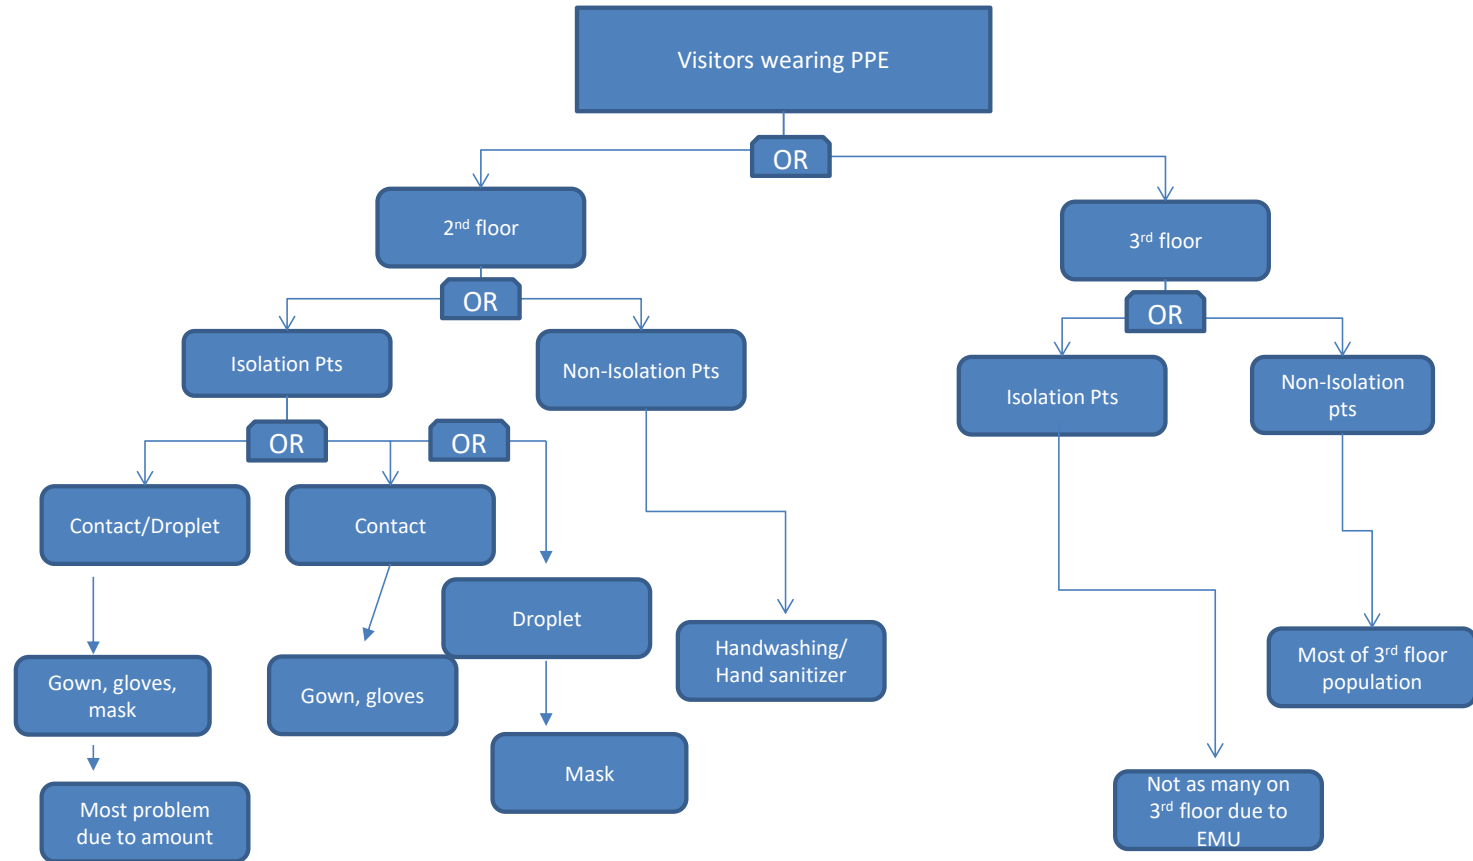 Visitors wearing PPE
OR
2nd floor
3rd floor
OR
OR
Isolation Pts
Non-Isolation Pts
Isolation Pts
Non-Isolation
pts
OR
OR
Contact/Droplet
Contact
Droplet
Handwashing/
Hand sanitizer
Most of 3rd floor
population
Gown, gloves,
mask
Gown, gloves
Mask
Most problem
due to amount
Not as many on
3rd floor due to
EMU